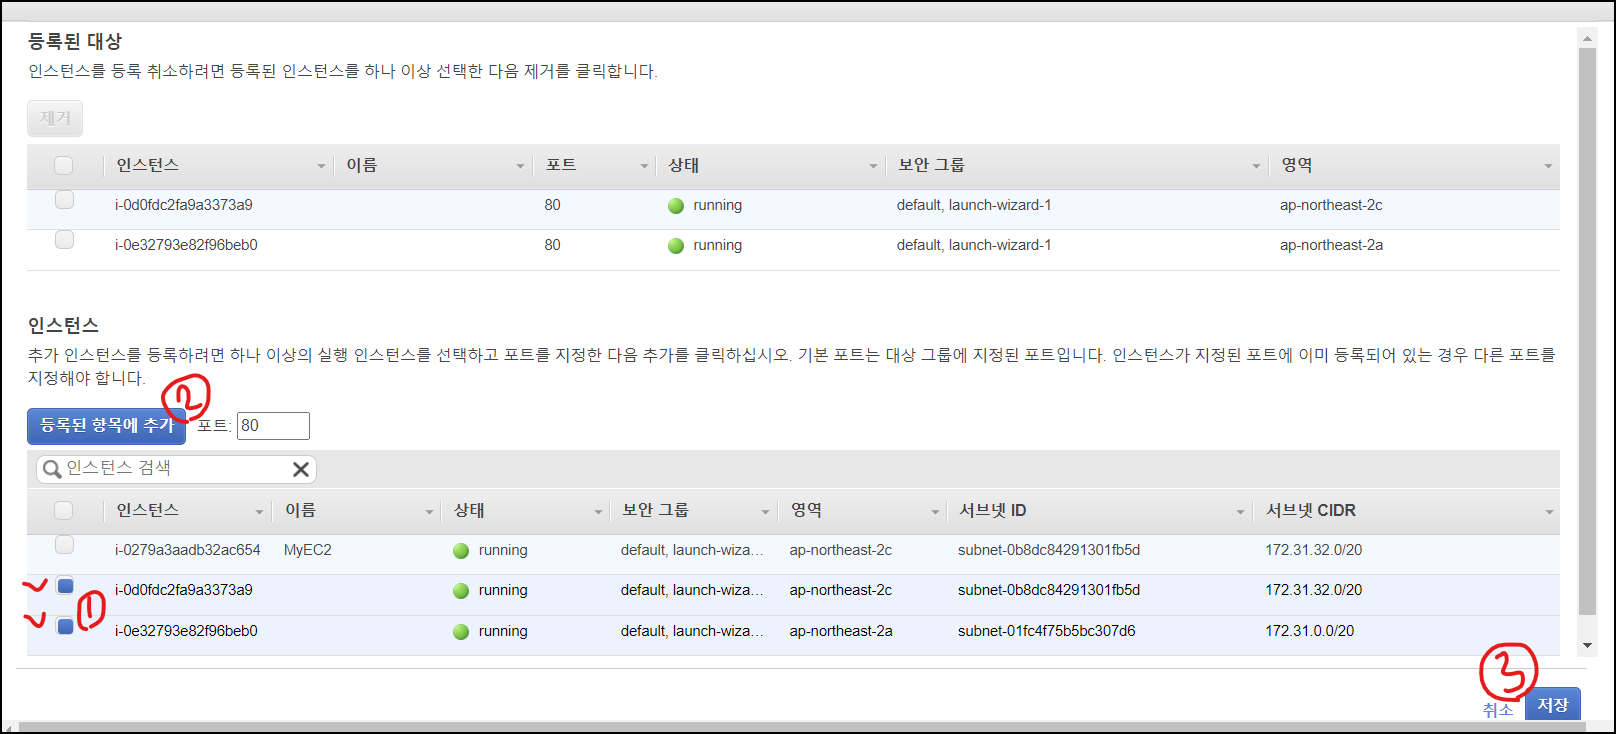 등록된 대상
인스턴스를 등록 취소하려면 등록된 인스턴스를 하나 이상 선택한 다음 제거를 클릭합니다.
제거
인스턴스 이름 포트 상태 보안 그룹 영역
i-0d0fdc2fa9a3373a9 80 running default, launch-wizard-1 ap-northeast-2c
i-0e32793e82f96beb0 80 running default, launch-wizard-1 ap-northeast-2a
인스턴스
추가 인스턴스를 등록하려면 하나 이상의 실행 인스턴스를 선택하고 포트를 지정한 다음 추가를 클릭하십시오. 기본 포트는 대상 그룹에 지정된 포트입니다. 인스턴스가 지정된 포트에 이미 등록되어 있는 경우 다른 포트를
지정해야 합니다.
2
등록된 항목에 추가 포트: 80
인스턴스 검색
인스턴스 이름 상태 보안 그룹 영역 서브넷 ID 서브넷 CIDR
i-0279a3aadb32ac654 MyEC2 running default, launch-wiza... ap-northeast-2c subnet-0b8dc84291301fb5d 172.31.32.0/20
i-0d0fdc2fa9a3373a9 running default, launch-wiza... ap-northeast-2c subnet-0b8dc84291301fb5d 172.31.32.0/20
1
i-0e32793e82f96beb0 running default, launch-wiza... ap-northeast-2a subnet-01fc4f75b5bc307d6 172.31.0.0/20
3
취소 저장